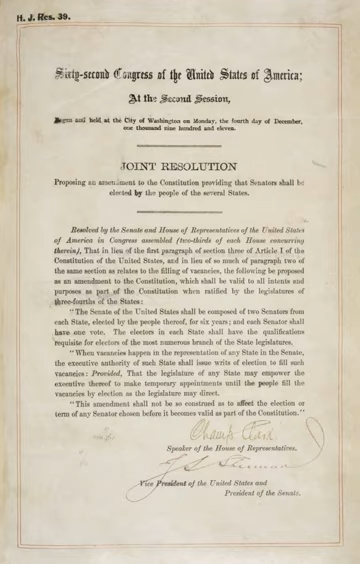 H. J. Res. 39.
Sixty-second Congress of the United States of America;
At the Second Session,
Begun and held at the City of Washington on Monday, the fourth day of December,
one thousand nine hundred and eleven.
JOINT RESOLUTION
Proposing an amendment to the Constitution providing that Senators shall be
elected by the people of the several States.
Resolved by the Senate and House of Representatives of the United States
of America in Congress assembled (two-thirds of each House concurring
therein), That in lieu of the first paragraph of section three of Article I of the
Constitution of the United States, and in lieu of so much of paragraph two of
the same section as relates to the filling of vacancies, the following be proposed
as an amendment to the Constitution, which shall be valid to all intents and
purposes as part of the Constitution when ratified by the legislatures of
three-fourths of the States:
"The Senate of the United States shall be composed of two Senators from
each State, elected by the people thereof, for six years; and each Senator shall
have one vote. The electors in each State shall have the qualifications
requisite for electors of the most numerous branch of the State legislatures.
"When vacancies happen in the representation of any State in the Senate,
the executive authority of such State shall issue writs of election to fill such
vacancies: Provided, That the legislature of any State may empower the
executive thereof to make temporary appointments until the people fill the
vacancies by election as the legislature may direct.
"This amendment shall not be so construed as to affect the election or
term of any Senator chosen before it becomes valid as part of the Constitution."
Champ Clark
Speaker of the House of Representatives.
J S Sherman
Vice President of the United States and
President of the Senate.